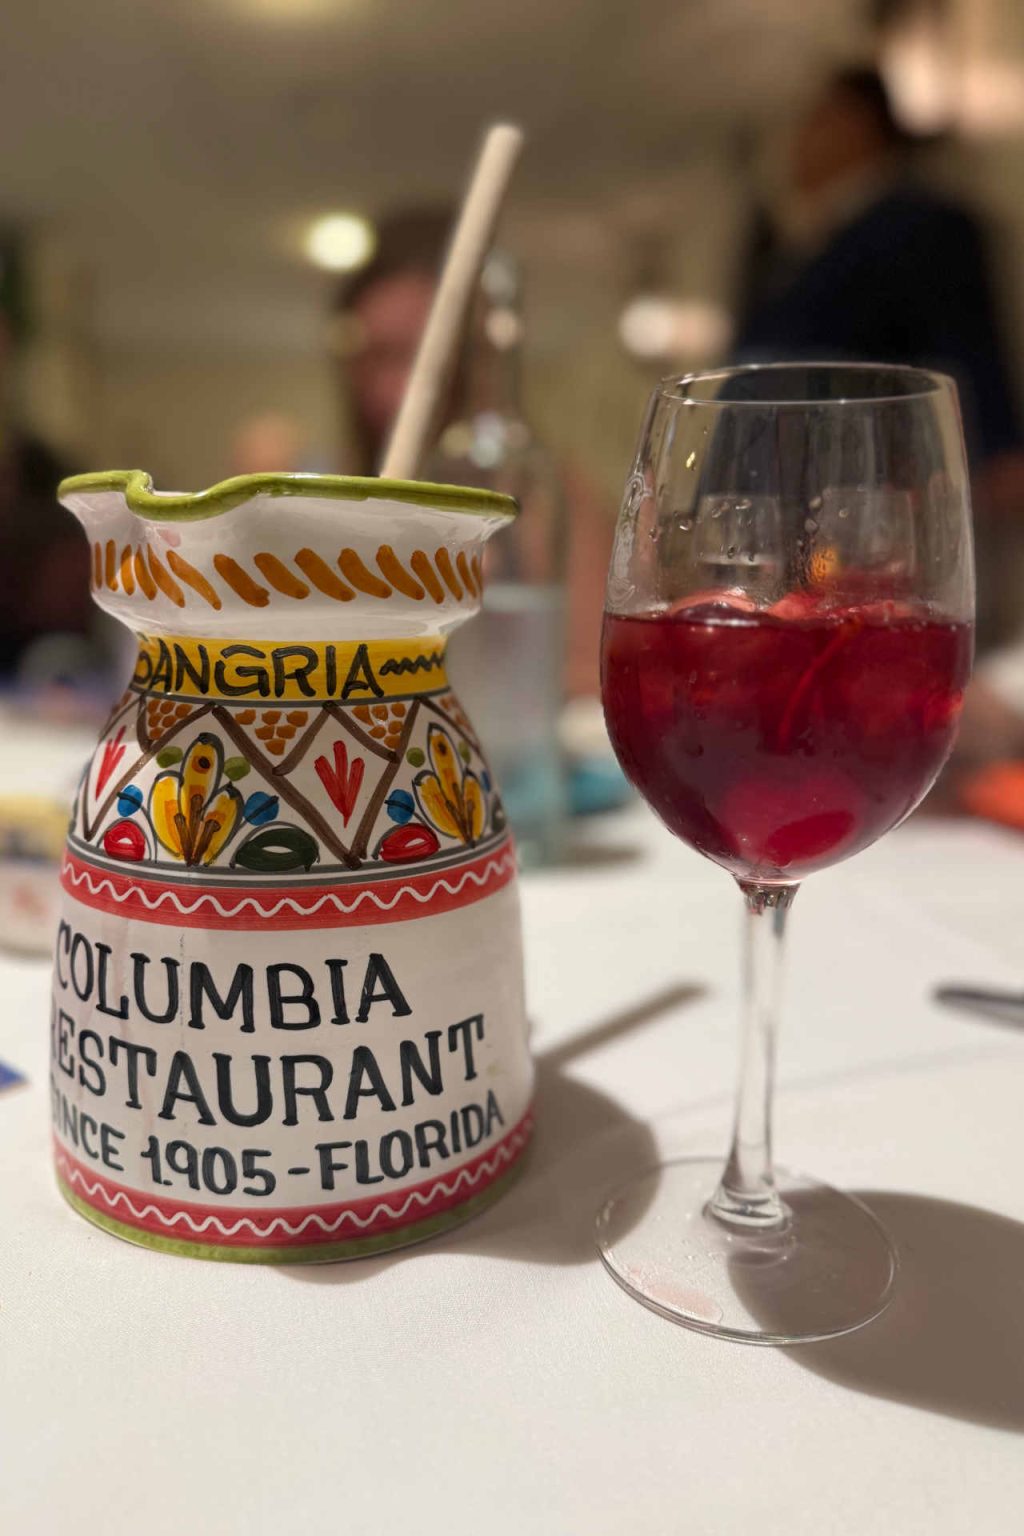 SANGRIA
COLUMBIA
RESTAURANT
SINCE 1905 - FLORIDA